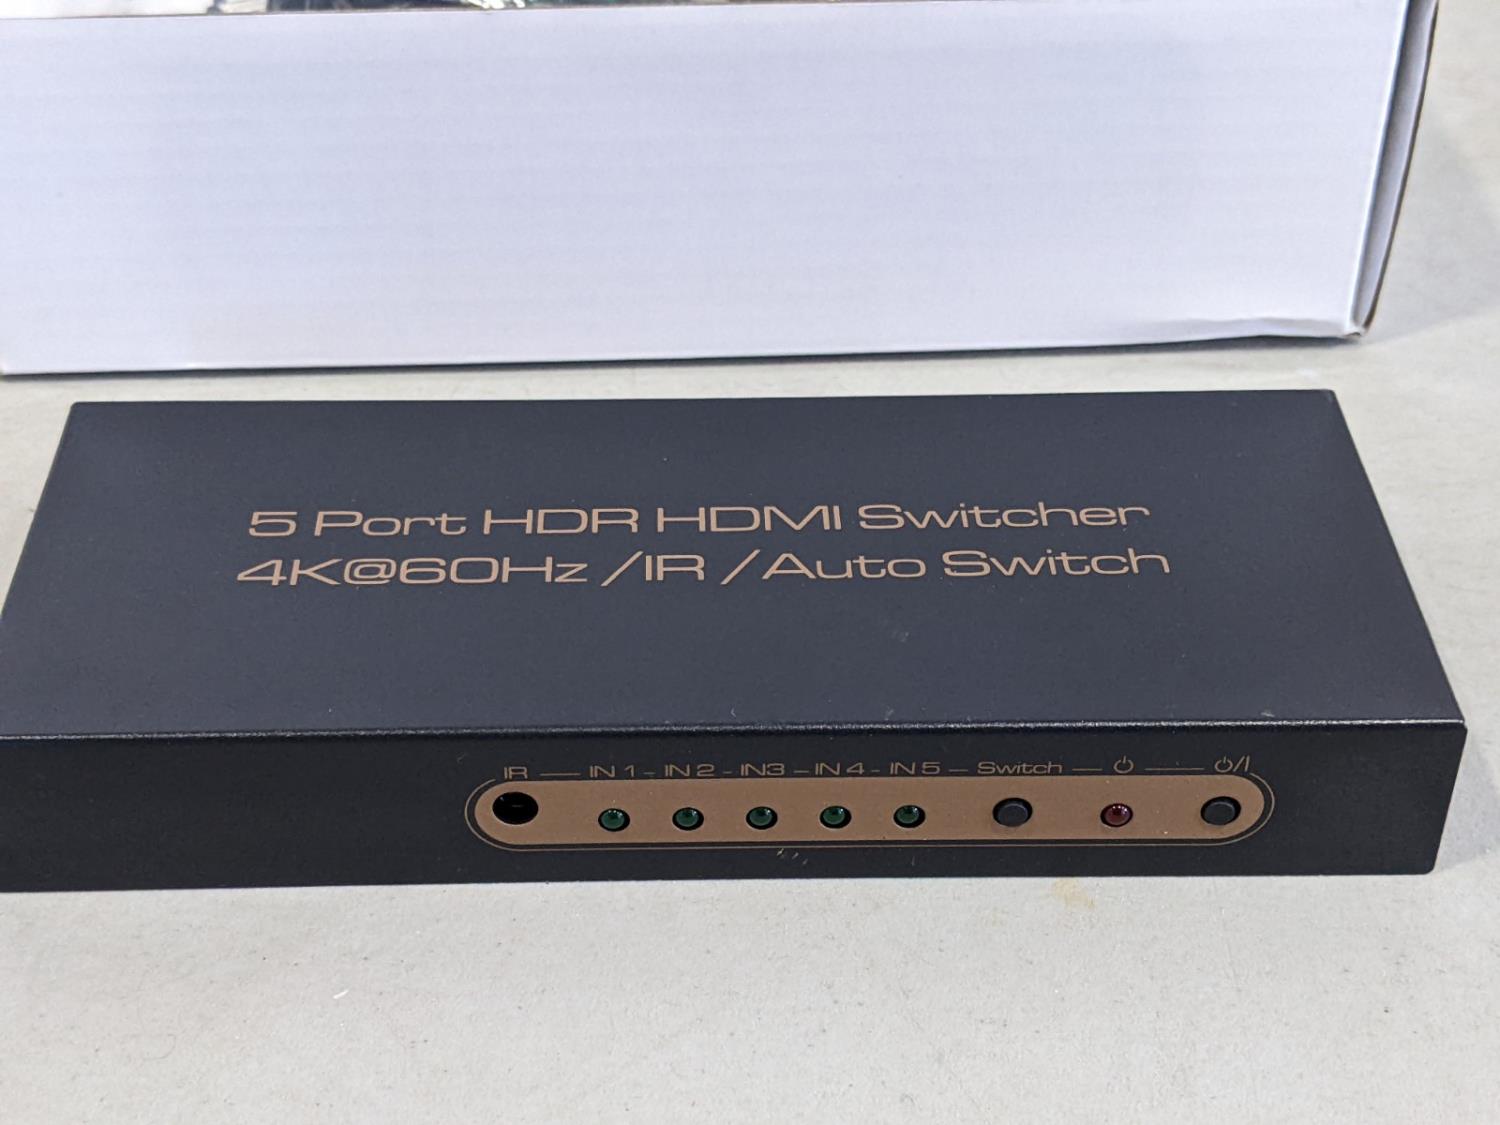 5 Port HDR HDMI Switcher
4K@60Hz /IR /Auto Switch
IR IN 1 IN 2 IN3 IN 4 IN 5 Switch ⏻ ⏻/I